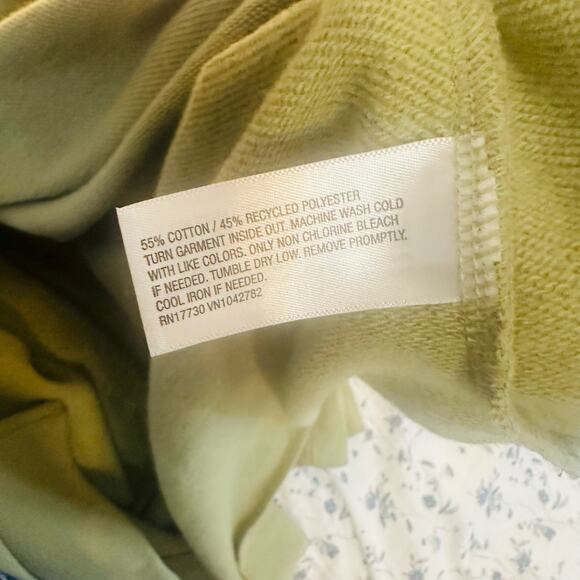 55% COTTON / 45% RECYCLED POLYESTER
TURN GARMENT INSIDE OUT. MACHINE WASH COLD
WITH LIKE COLORS. ONLY NON CHLORINE BLEACH
IF NEEDED. TUMBLE DRY LOW. REMOVE PROMPTLY.
COOL IRON IF NEEDED.
RN17730 VN1042782